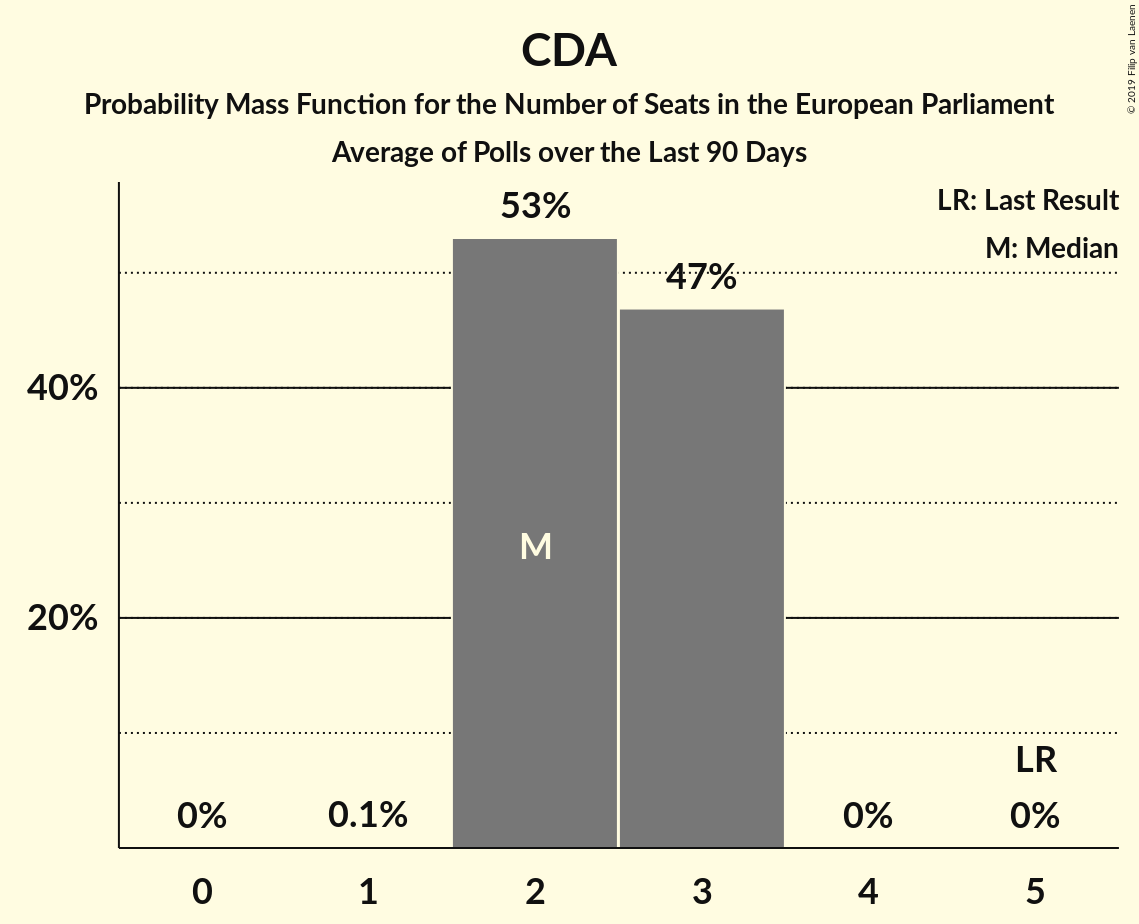 CDA
Probability Mass Function for the Number of Seats in the European Parliament
Average of Polls over the Last 90 Days
© 2019 Filip van Laenen
LR: Last Result
M: Median
53%
47%
40%
M
20%
LR
0%
0.1%
0%
0%
0
1
2
3
4
5